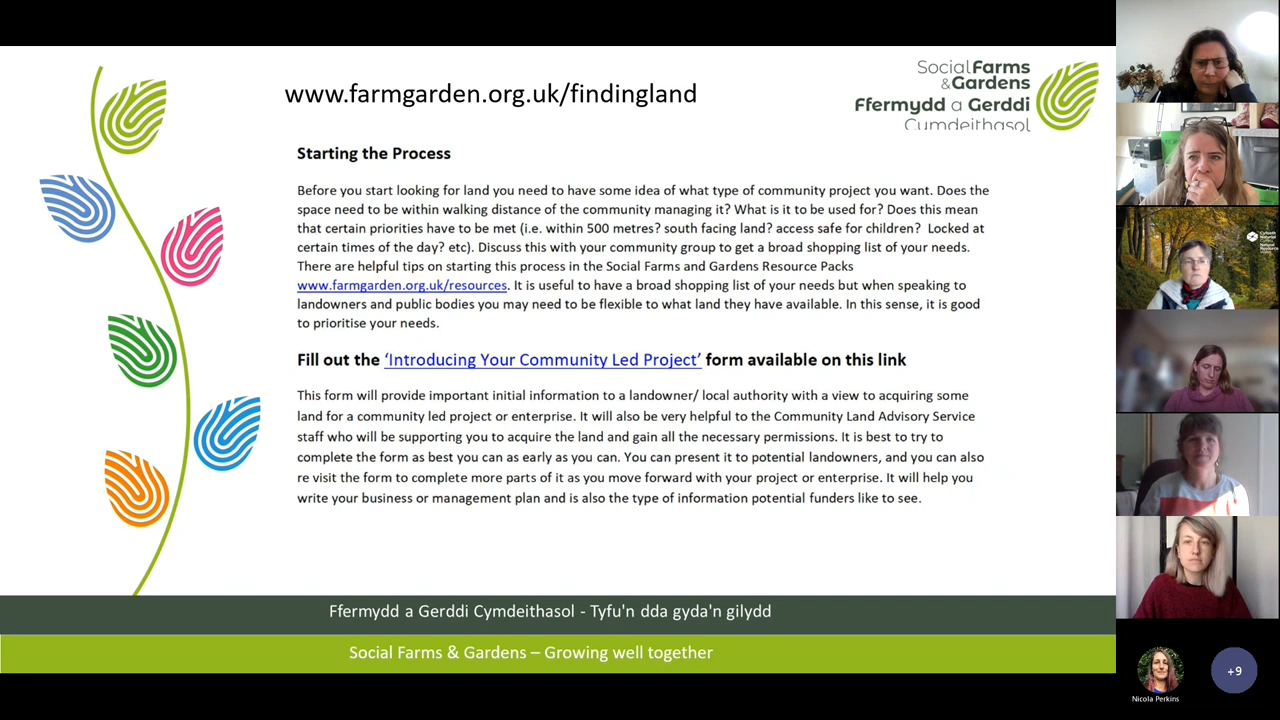 www.farmgarden.org.uk/findingland
Social Farms
& Gardens
Ffermydd a Gerddi
Cymdeithasol
Starting the Process
Before you start looking for land you need to have some idea of what type of community project you want. Does the
space need to be within walking distance of the community managing it? What is it to be used for? Does this mean
that certain priorities have to be met (i.e. within 500 metres? south facing land? access safe for children? Locked at
certain times of the day? etc). Discuss this with your community group to get a broad shopping list of your needs.
There are helpful tips on starting this process in the Social Farms and Gardens Resource Packs
www.farmgarden.org.uk/resources. It is useful to have a broad shopping list of your needs but when speaking to
landowners and public bodies you may need to be flexible to what land they have available. In this sense, it is good
to prioritise your needs.
Fill out the ‘Introducing Your Community Led Project’ form available on this link
This form will provide important initial information to a landowner/ local authority with a view to acquiring some
land for a community led project or enterprise. It will also be very helpful to the Community Land Advisory Service
staff who will be supporting you to acquire the land and gain all the necessary permissions. It is best to try to
complete the form as best you can as early as you can. You can present it to potential landowners, and you can also
re visit the form to complete more parts of it as you move forward with your project or enterprise. It will help you
write your business or management plan and is also the type of information potential funders like to see.
Ffermydd a Gerddi Cymdeithasol - Tyfu'n dda gyda'n gilydd
Social Farms & Gardens – Growing well together
Nicola Perkins
+9